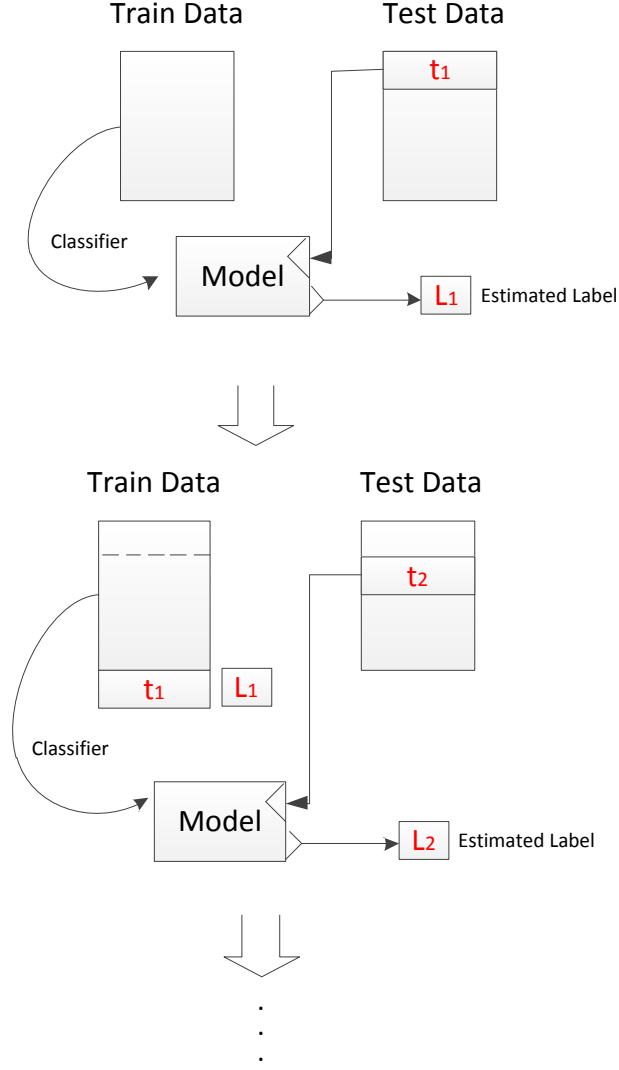 Train Data
Test Data
t1
Classifier
Model
L1 Estimated Label
Train Data
Test Data
t2
t1 L1
Classifier
Model
L2 Estimated Label
.
.
.